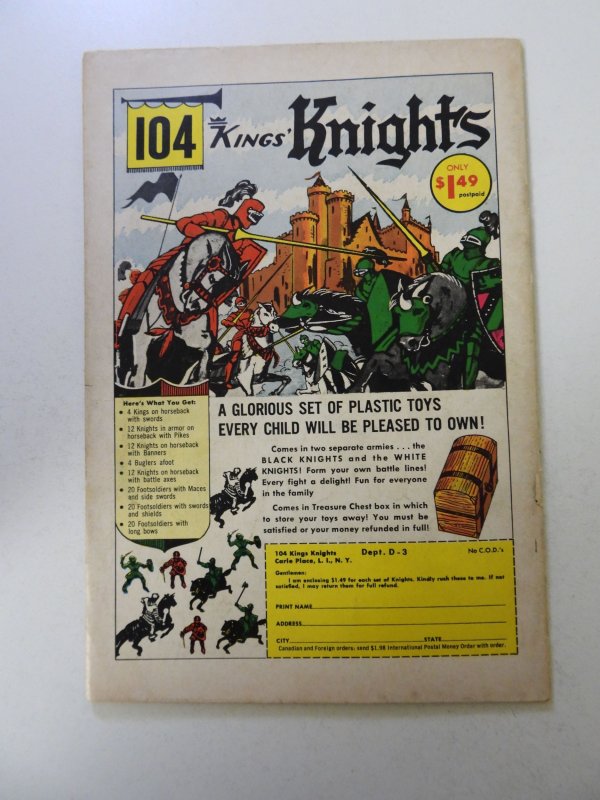 104 KINGS' Knights
ONLY
$1.49
postpaid
Here's What You Get:
• 4 Kings on horseback
with swords
• 12 Knights in armor on
horseback with Pikes
• 12 Knights on horseback
with Banners
• 4 Buglers afoot
• 12 Knights on horseback
with battle axes
• 20 Footsoldiers with Maces
and side swords
• 20 Footsoldiers with swords
and shields
• 20 Footsoldiers with
long bows
A GLORIOUS SET OF PLASTIC TOYS
EVERY CHILD WILL BE PLEASED TO OWN!
Comes in two separate armies . . . the
BLACK KNIGHTS and the WHITE
KNIGHTS! Form your own battle lines!
Every fight a delight! Fun for everyone
in the family
Comes in Treasure Chest box in which
to store your toys away! You must be
satisfied or your money refunded in full!
104 Kings Knights Dept. D-3 No C.O.D.'s
Carle Place, L. I., N. Y.
Gentlemen:
I am enclosing $1.49 for each set of Knights. Kindly rush these to me. If not
satisfied, I may return them for full refund.
PRINT NAME
ADDRESS
CITY STATE
Canadian and Foreign orders: send $1.98 International Postal Money Order with order.